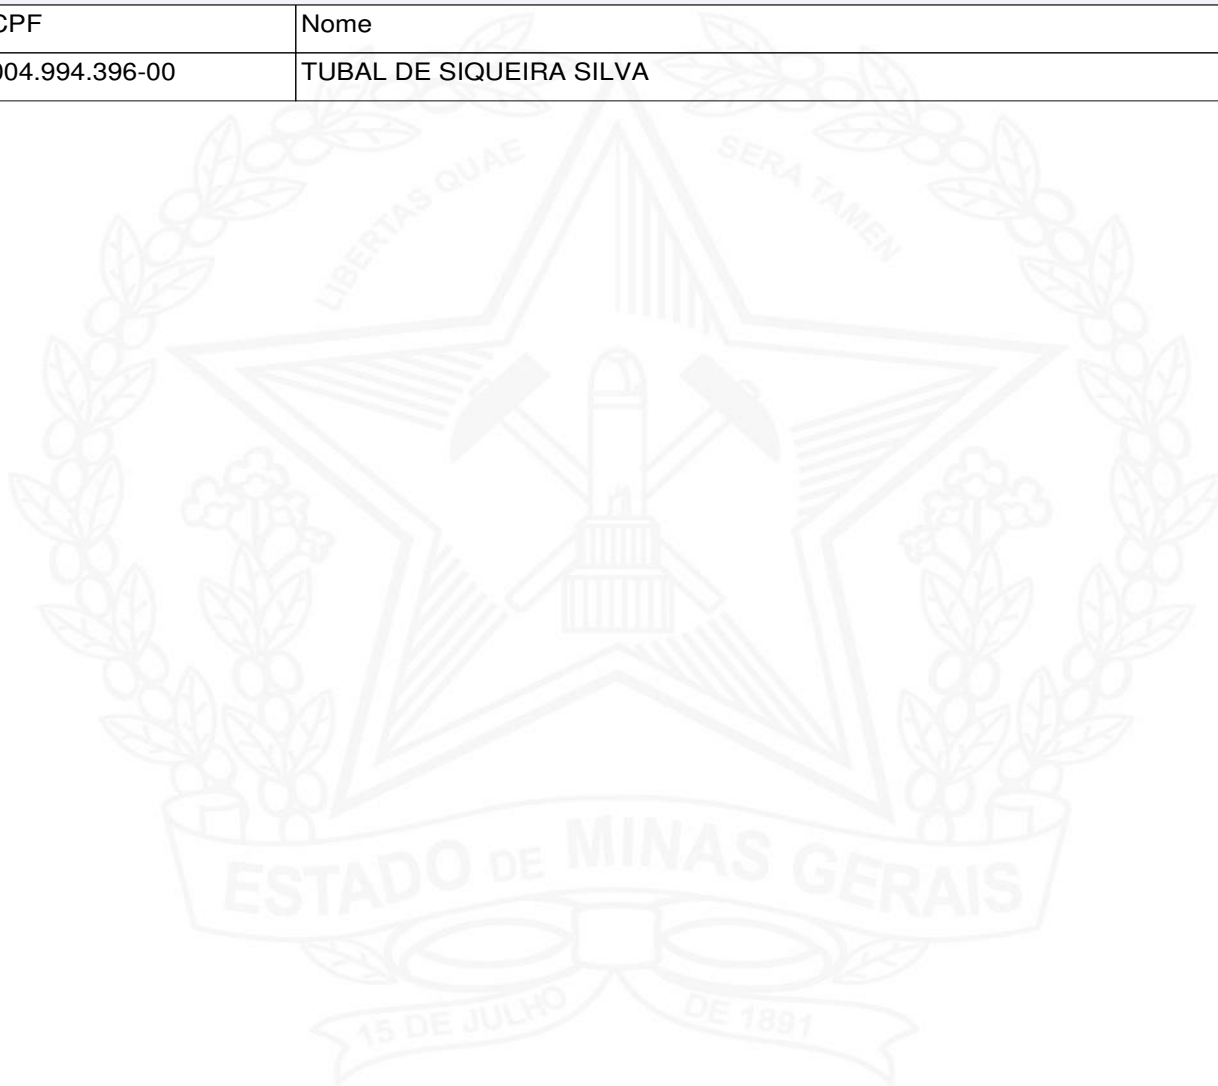 CPF Nome
004.994.396-00 TUBAL DE SIQUEIRA SILVA
LIBERTAS QUAE SERA TAMEN
ESTADO DE MINAS GERAIS
15 DE JULHO DE 1891